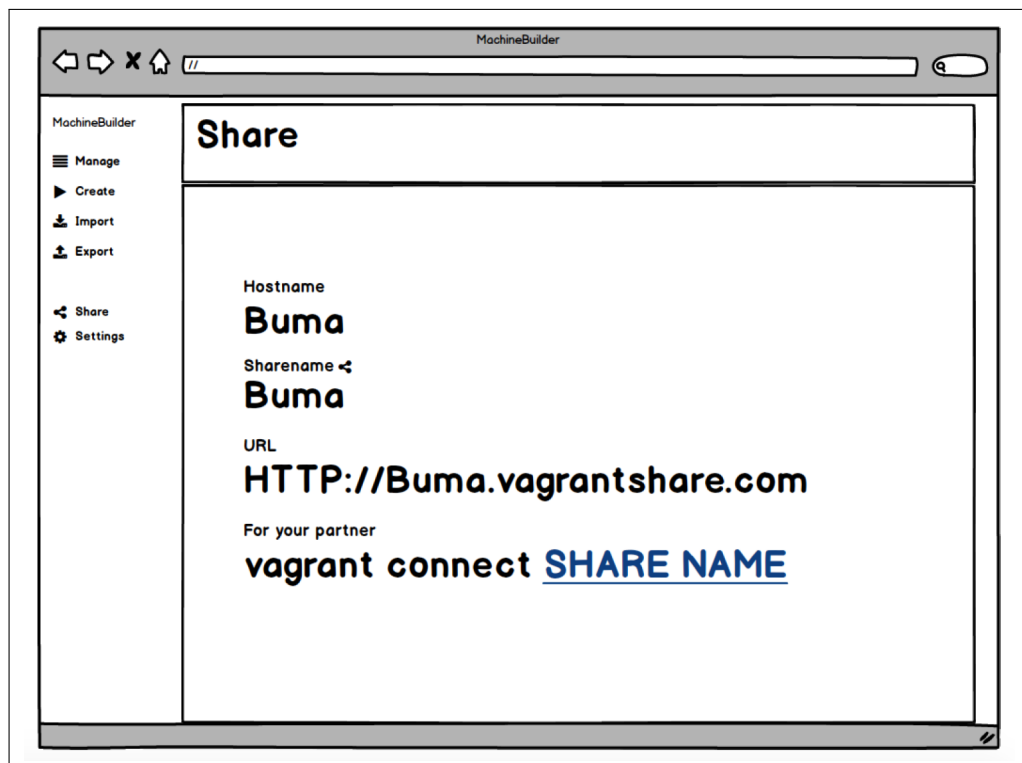 MachineBuilder
//
MachineBuilder
Manage
Create
Import
Export
Share
Settings
Share
Hostname
Buma
Sharename
Buma
URL
HTTP://Buma.vagrantshare.com
For your partner
vagrant connect SHARE NAME